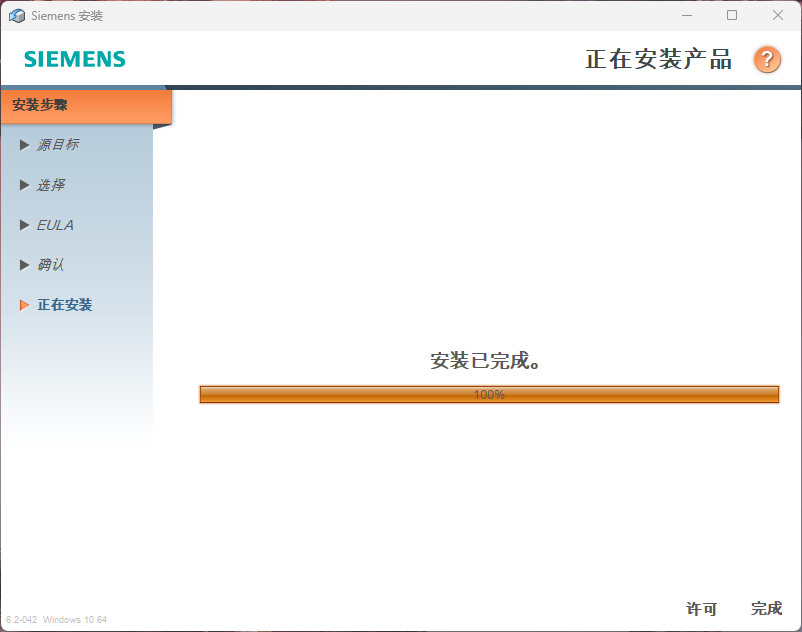 Siemens 安装
SIEMENS
正在安装产品
?
安装步骤
源目标
选择
EULA
确认
正在安装
安装已完成。
100%
许可
完成
6.2-042 Windows 10 64